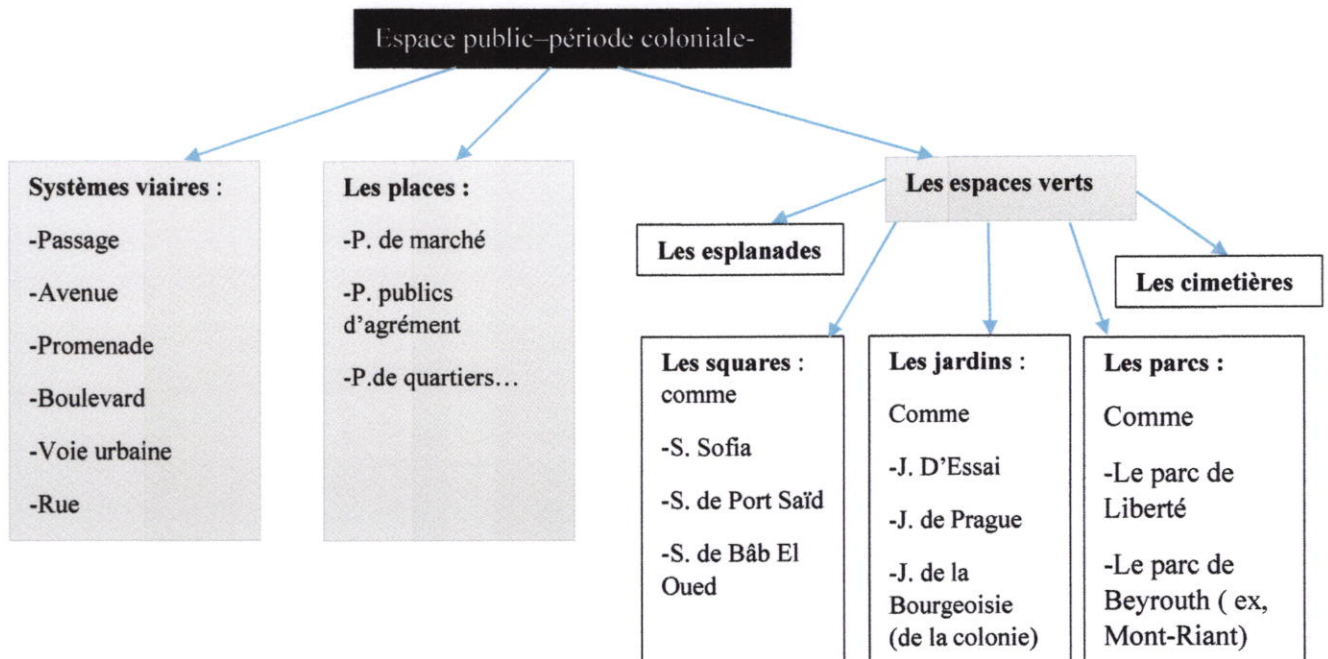 Espace public–période coloniale-
Systèmes viaires :
-Passage
-Avenue
-Promenade
-Boulevard
-Voie urbaine
-Rue
Les places :
-P. de marché
-P. publics
d’agrément
-P.de quartiers…
Les espaces verts
Les esplanades
Les cimetières
Les squares :
comme
-S. Sofia
-S. de Port Saïd
-S. de Bâb El
Oued
Les jardins :
Comme
-J. D’Essai
-J. de Prague
-J. de la
Bourgeoisie
(de la colonie)
Les parcs :
Comme
-Le parc de
Liberté
-Le parc de
Beyrouth ( ex,
Mont-Riant)